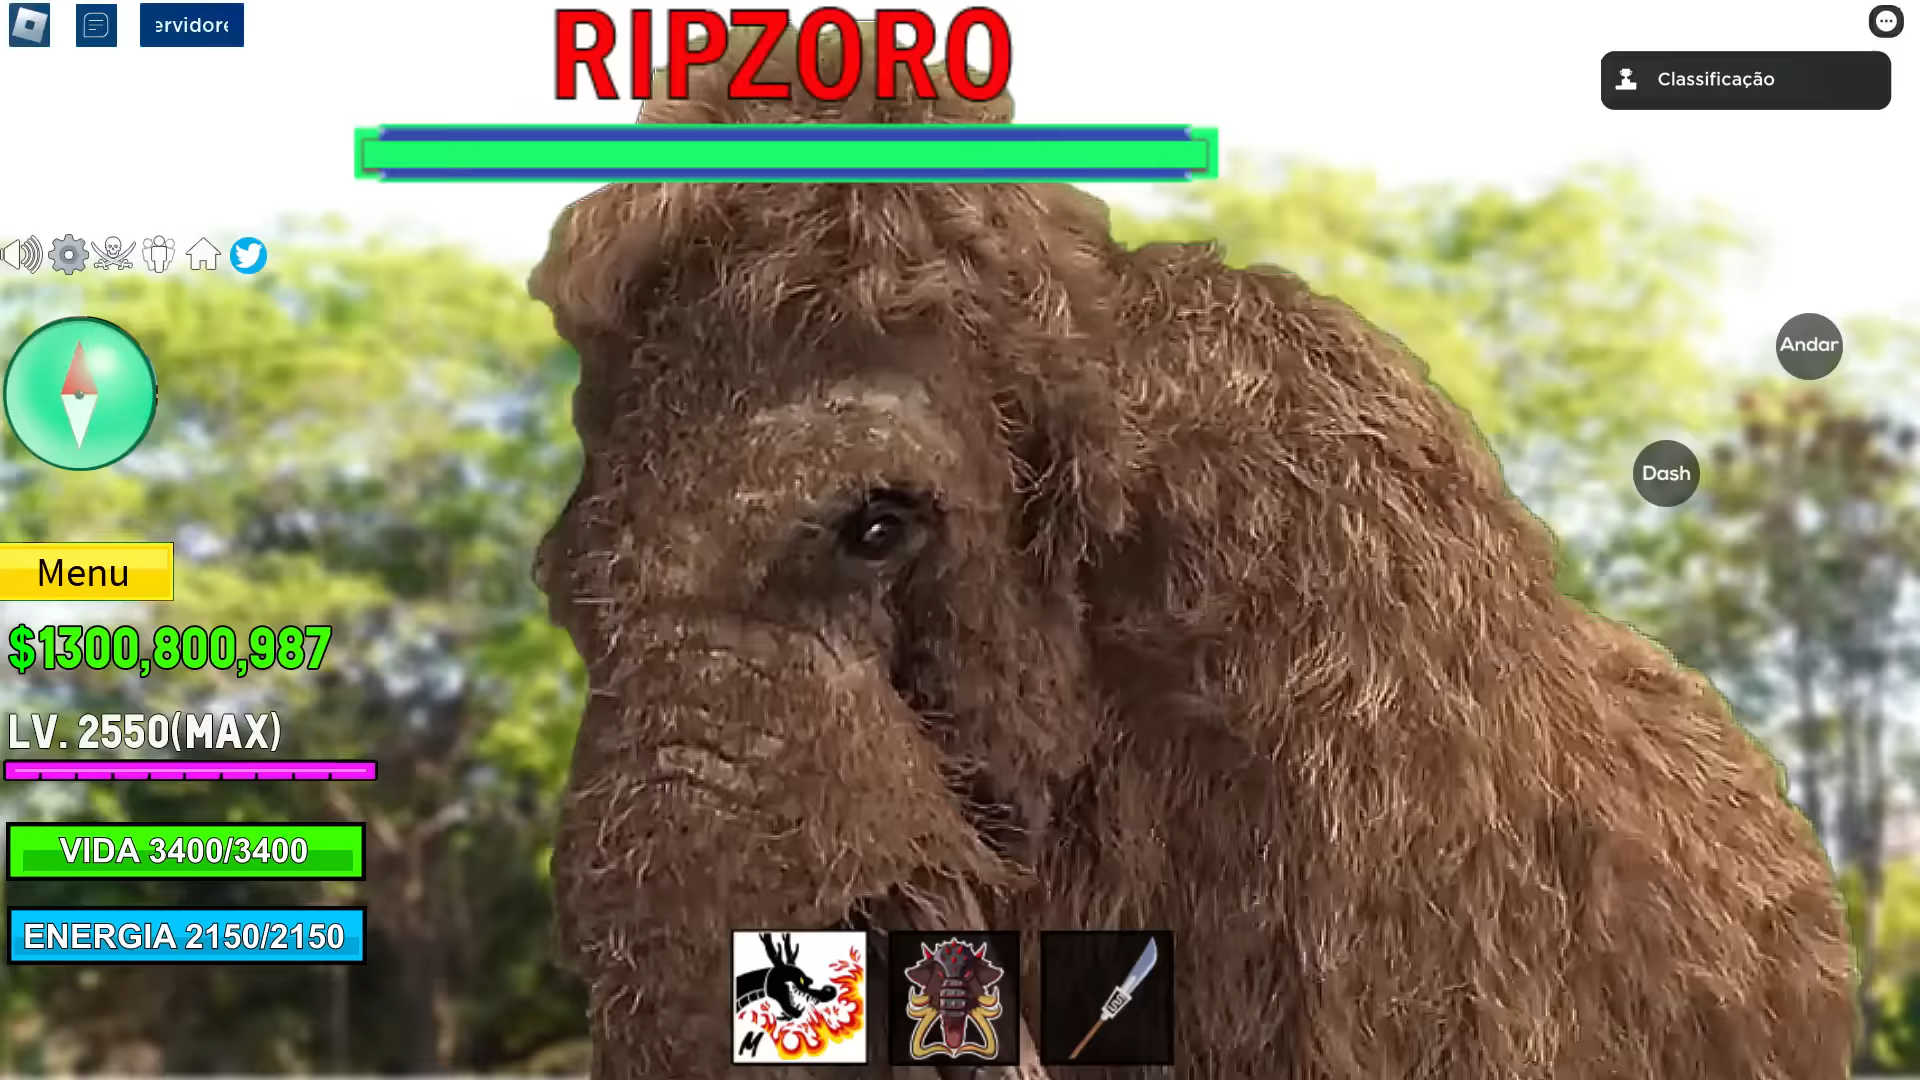 ervidore
RIPZORO
Classificação
Andar
Dash
Menu
$1300,800,987
LV. 2550(MAX)
VIDA 3400/3400
ENERGIA 2150/2150
M